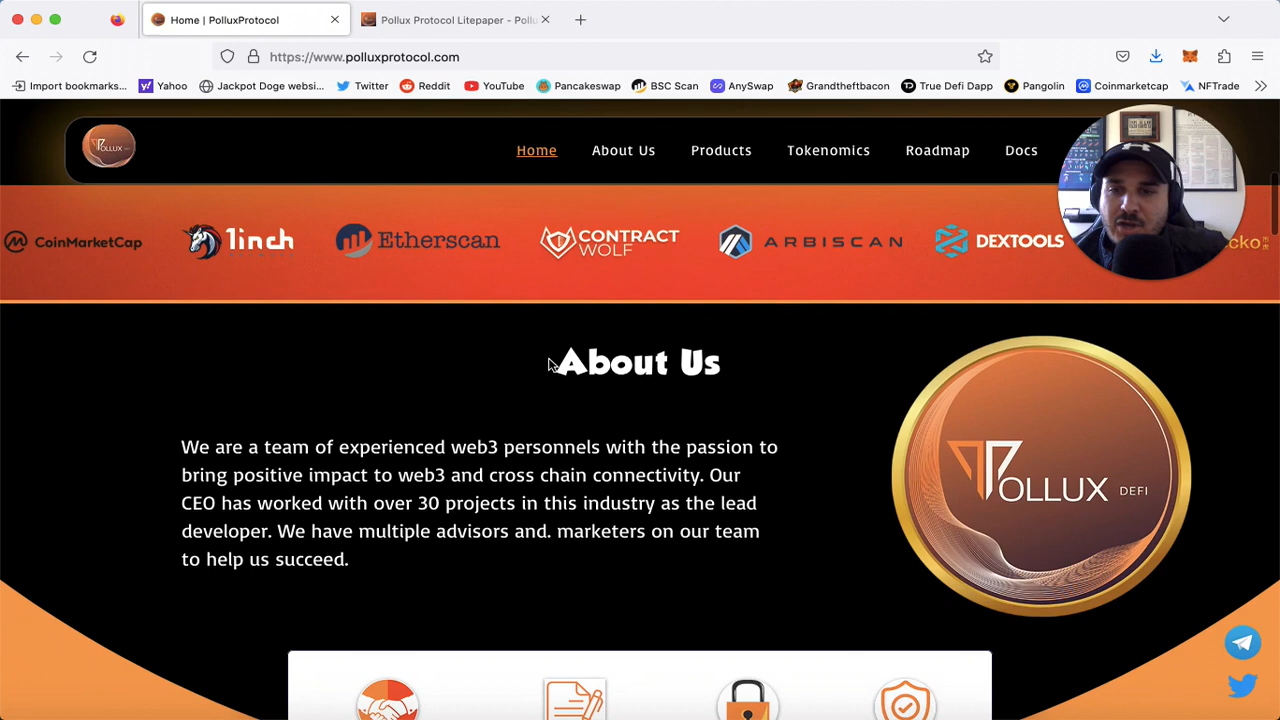 Home | PolluxProtocol
Pollux Protocol Litepaper - Pollu
https://www.polluxprotocol.com
Import bookmarks... Yahoo Jackpot Doge websi... Twitter Reddit YouTube Pancakeswap BSC Scan AnySwap Grandtheftbacon True Defi Dapp Pangolin Coinmarketcap NFTrade
POLLUX
Home About Us Products Tokenomics Roadmap Docs
CoinMarketCap 1inch Etherscan CONTRACT WOLF ARBISCAN DEXTOOLS cko
About Us
We are a team of experienced web3 personnels with the passion to
bring positive impact to web3 and cross chain connectivity. Our
CEO has worked with over 30 projects in this industry as the lead
developer. We have multiple advisors and. marketers on our team
to help us succeed.
POLLUX DEFI